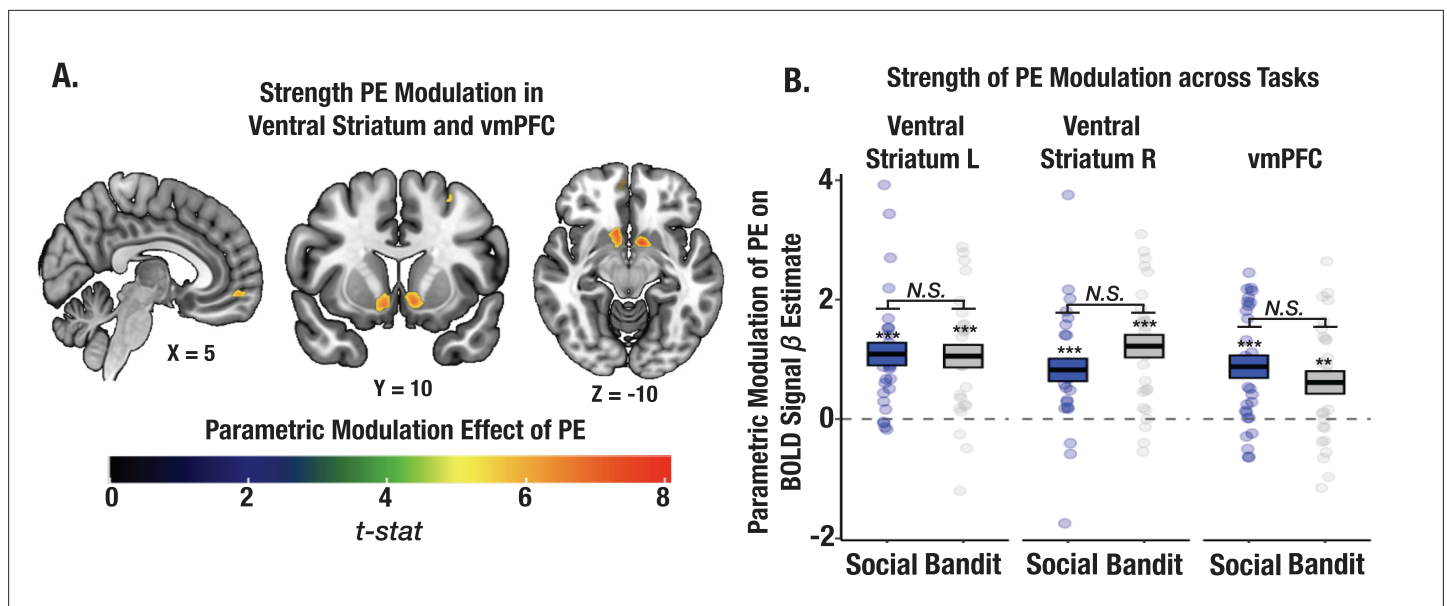 A.
Strength PE Modulation in
Ventral Striatum and vmPFC
X = 5
Y = 10
Z = -10
Parametric Modulation Effect of PE
0 2 4 6 8
t-stat
B.
Strength of PE Modulation across Tasks
Ventral
Striatum L
Ventral
Striatum R
vmPFC
Parametric Modulation of PE on
BOLD Signal β Estimate
4
2
0
-2
N.S.
*** ***
N.S.
*** ***
N.S.
*** **
Social Bandit Social Bandit Social Bandit